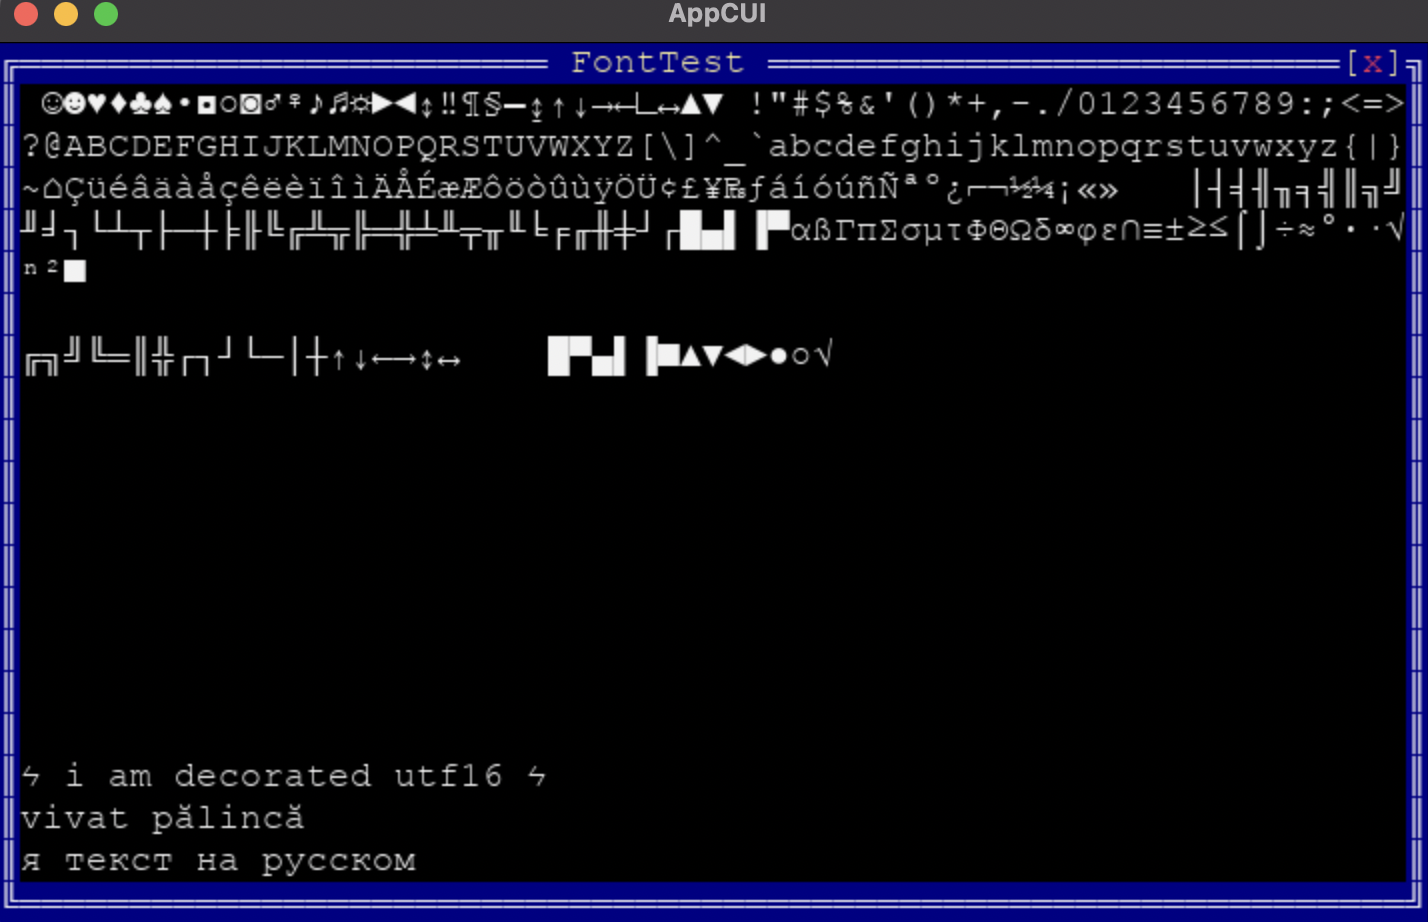 AppCUI
FontTest [x]
☺☻♥♦♣♠•◘○◙♂♀♪♬☼►◄↕‼¶§▬↨↑↓→←∟↔▲▼ !"#$%&'()*+,-./0123456789:;<=>
?@ABCDEFGHIJKLMNOPQRSTUVWXYZ[\]^_`abcdefghijklmnopqrstuvwxyz{|}
~⌂ÇüéâäàåçêëèïîìÄÅÉæÆôöòûùÿÖÜ¢£¥₨ƒáíóúñÑªº¿⌐¬½¼¡«» │┤╡╢╖╕╣║╗╝
╜╛┐└┴┬├─┼╞╟╚╔╩╦╠═╬╧╨╤╥╙╘╒╓╫╪┘┌█▄▌▐▀αßΓπΣσµτΦΘΩδ∞φε∩≡±≥≤⌠⌡÷≈°∙·√
ⁿ²■
╔╗╝╚═║╬┌┐┘└─│┼↑↓←→↕↔ █▀▄▌▐■▲▼◄►●○√
ϟ i am decorated utf16 ϟ
vivat pălincă
я текст на русском